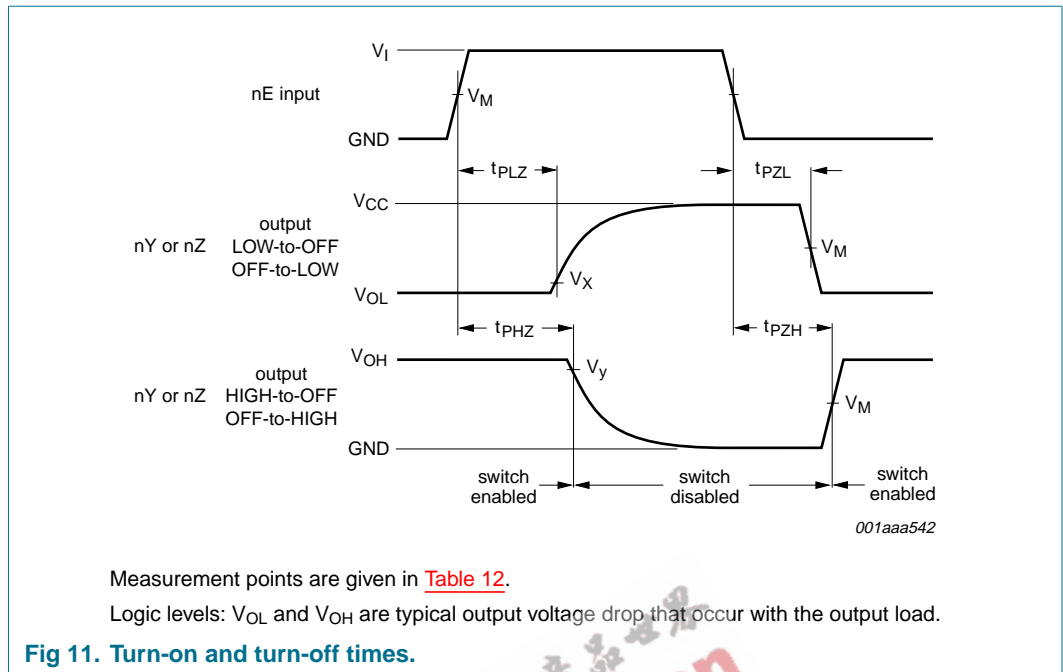 VI
nE input
VM
GND
tPLZ
tPZL
VCC
output
nY or nZ LOW-to-OFF
OFF-to-LOW
VM
VX
VOL
tPHZ
tPZH
VOH
output
Vy
nY or nZ HIGH-to-OFF
OFF-to-HIGH
VM
GND
switch enabled
switch disabled
switch enabled
001aaa542
Measurement points are given in Table 12.
Logic levels: VOL and VOH are typical output voltage drop that occur with the output load.
Fig 11. Turn-on and turn-off times.